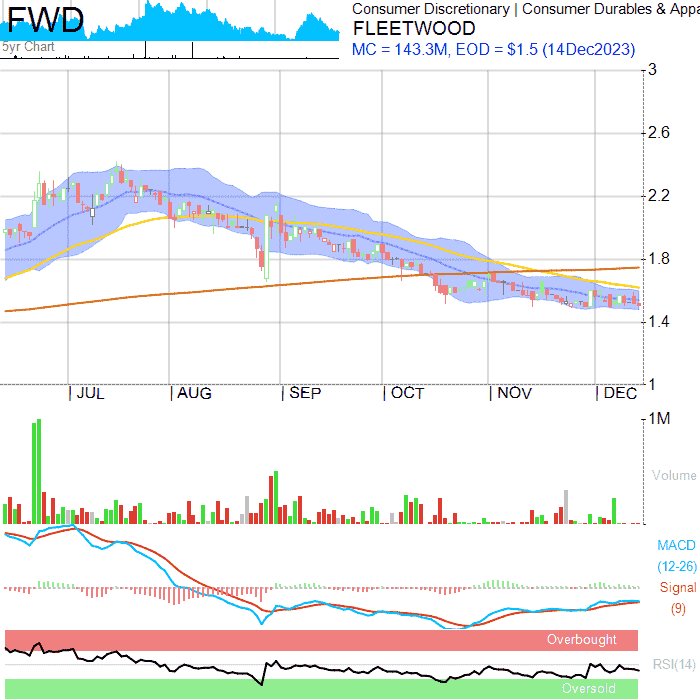 FWD
5yr Chart
Consumer Discretionary | Consumer Durables & Appa
FLEETWOOD
MC = 143.3M, EOD = $1.5 (14Dec2023)
3
2.6
2.2
1.8
1.4
1
| JUL | AUG | SEP | OCT | NOV | DEC
1M
Volume
MACD
(12-26)
Signal
(9)
Overbought
RSI(14)
Oversold